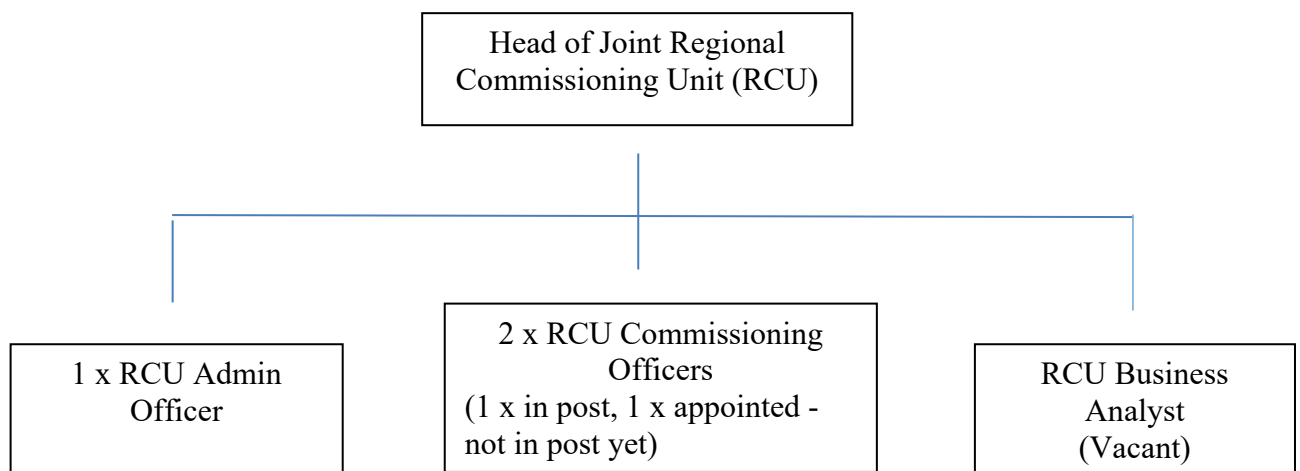 Head of Joint Regional
Commissioning Unit (RCU)
1 x RCU Admin
Officer
2 x RCU Commissioning
Officers
(1 x in post, 1 x appointed -
not in post yet)
RCU Business
Analyst
(Vacant)